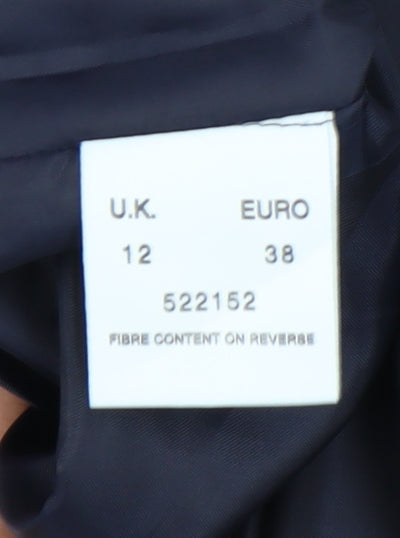 U.K. EURO
12 38
522152
FIBRE CONTENT ON REVERSE